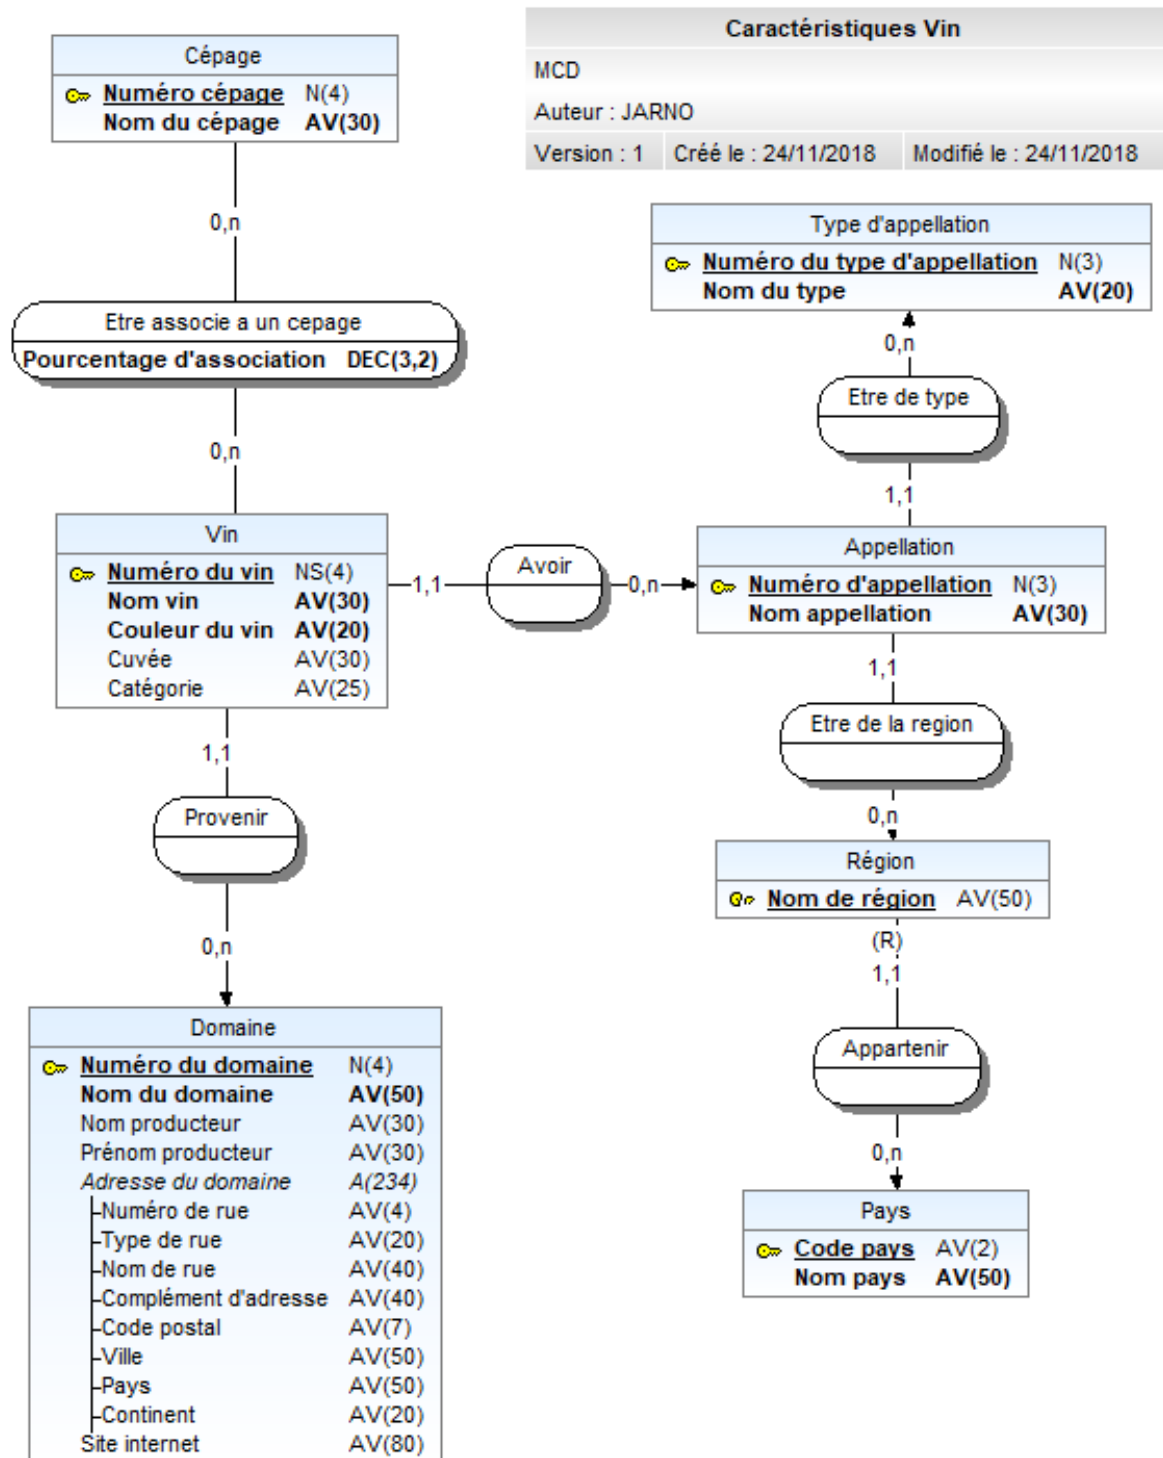 Caractéristiques Vin
MCD
Auteur : JARNO
Version : 1 Créé le : 24/11/2018 Modifié le : 24/11/2018
Cépage
Numéro cépage N(4)
Nom du cépage AV(30)
0,n
Etre associe a un cepage
Pourcentage d'association DEC(3,2)
0,n
Type d'appellation
Numéro du type d'appellation N(3)
Nom du type AV(20)
0,n
Etre de type
1,1
Vin
Numéro du vin NS(4)
Nom vin AV(30)
Couleur du vin AV(20)
Cuvée AV(30)
Catégorie AV(25)
1,1
Avoir
0,n
Appellation
Numéro d'appellation N(3)
Nom appellation AV(30)
1,1
Etre de la region
0,n
Région
Nom de région AV(50)
(R)
1,1
Appartenir
0,n
Pays
Code pays AV(2)
Nom pays AV(50)
1,1
Provenir
0,n
Domaine
Numéro du domaine N(4)
Nom du domaine AV(50)
Nom producteur AV(30)
Prénom producteur AV(30)
Adresse du domaine A(234)
Numéro de rue AV(4)
Type de rue AV(20)
Nom de rue AV(40)
Complément d'adresse AV(40)
Code postal AV(7)
Ville AV(50)
Pays AV(50)
Continent AV(20)
Site internet AV(80)